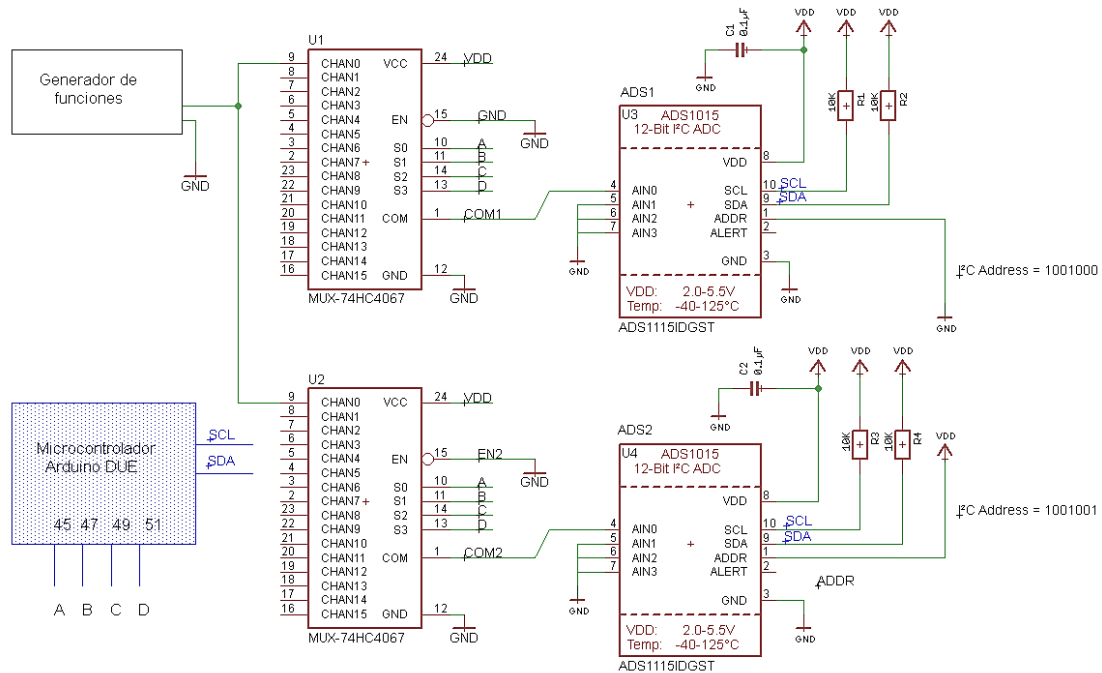 Generador de
funciones
GND
U1
9 CHAN0
8 CHAN1
7 CHAN2
6 CHAN3
5 CHAN4
4 CHAN5
3 CHAN6
2 CHAN7
23 CHAN8
22 CHAN9
21 CHAN10
20 CHAN11
19 CHAN12
18 CHAN13
17 CHAN14
16 CHAN15
VCC 24 VDD
EN 15 GND
GND
S0 10 A
S1 11 B
S2 14 C
S3 13 D
COM 1 COM1
GND 12
GND
MUX-74HC4067
C1
0.1µF
GND
VDD
VDD
VDD
10K R1
10K R2
ADS1
U3 ADS1015
12-Bit I²C ADC
4 AIN0
5 AIN1
6 AIN2
7 AIN3
GND
VDD 8
SCL 10 SCL
SDA 9 SDA
ADDR 1
ALERT 2
GND 3
GND
GND
VDD: 2.0-5.5V
Temp: -40-125°C
ADS1115IDGST
I²C Address = 1001000
Microcontrolador
Arduino DUE
SCL
SDA
45 47 49 51
A B C D
U2
9 CHAN0
8 CHAN1
7 CHAN2
6 CHAN3
5 CHAN4
4 CHAN5
3 CHAN6
2 CHAN7
23 CHAN8
22 CHAN9
21 CHAN10
20 CHAN11
19 CHAN12
18 CHAN13
17 CHAN14
16 CHAN15
VCC 24 VDD
EN 15 EN2
GND
S0 10 A
S1 11 B
S2 14 C
S3 13 D
COM 1 COM2
GND 12
GND
MUX-74HC4067
C2
0.1µF
GND
VDD
VDD
VDD
10K R3
10K R4
VDD
ADS2
U4 ADS1015
12-Bit I²C ADC
4 AIN0
5 AIN1
6 AIN2
7 AIN3
GND
VDD 8
SCL 10 SCL
SDA 9 SDA
ADDR 1
ALERT 2
ADDR
GND 3
GND
VDD: 2.0-5.5V
Temp: -40-125°C
ADS1115IDGST
I²C Address = 1001001